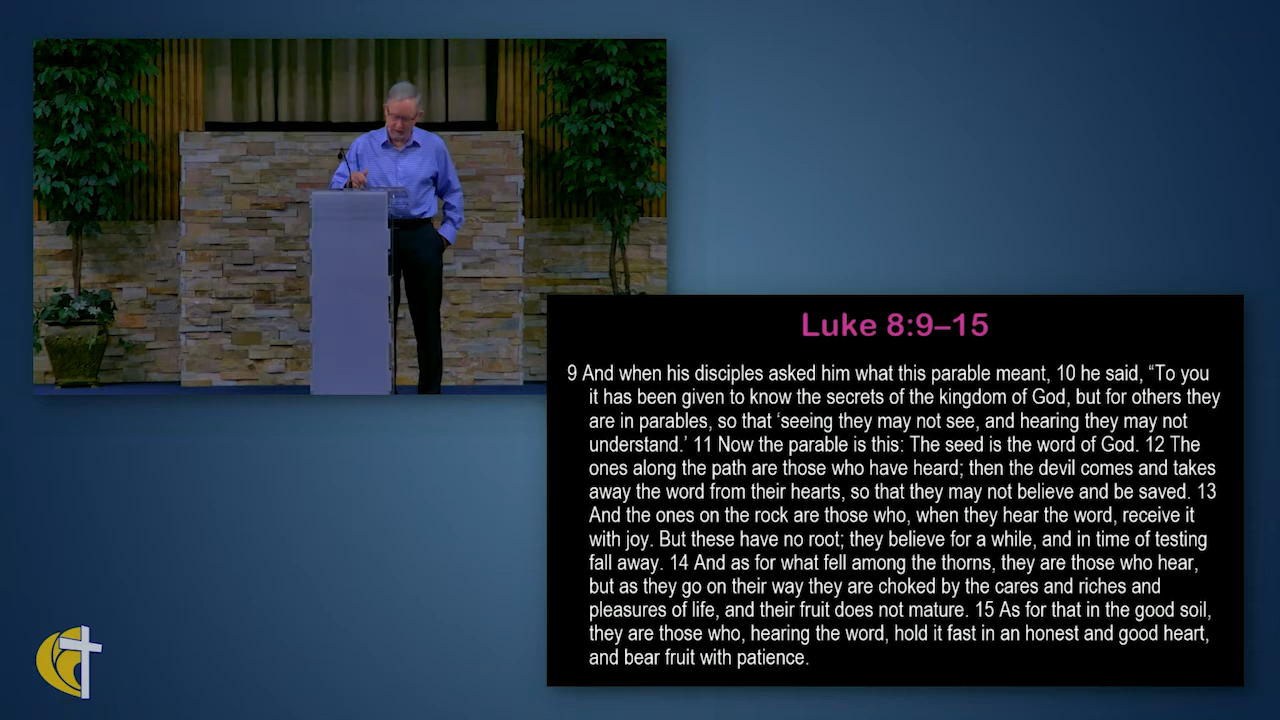 Luke 8:9–15
9 And when his disciples asked him what this parable meant, 10 he said, “To you
it has been given to know the secrets of the kingdom of God, but for others they
are in parables, so that ‘seeing they may not see, and hearing they may not
understand.’ 11 Now the parable is this: The seed is the word of God. 12 The
ones along the path are those who have heard; then the devil comes and takes
away the word from their hearts, so that they may not believe and be saved. 13
And the ones on the rock are those who, when they hear the word, receive it
with joy. But these have no root; they believe for a while, and in time of testing
fall away. 14 And as for what fell among the thorns, they are those who hear,
but as they go on their way they are choked by the cares and riches and
pleasures of life, and their fruit does not mature. 15 As for that in the good soil,
they are those who, hearing the word, hold it fast in an honest and good heart,
and bear fruit with patience.